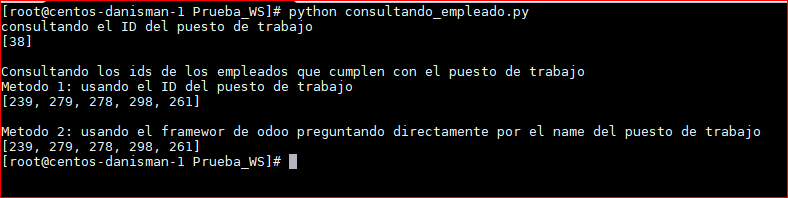 [root@centos-danisman-1 Prueba_WS]# python consultando_empleado.py
consultando el ID del puesto de trabajo
[38]
Consultando los ids de los empleados que cumplen con el puesto de trabajo
Metodo 1: usando el ID del puesto de trabajo
[239, 279, 278, 298, 261]
Metodo 2: usando el framewor de odoo preguntando directamente por el name del puesto de trabajo
[239, 279, 278, 298, 261]
[root@centos-danisman-1 Prueba_WS]#